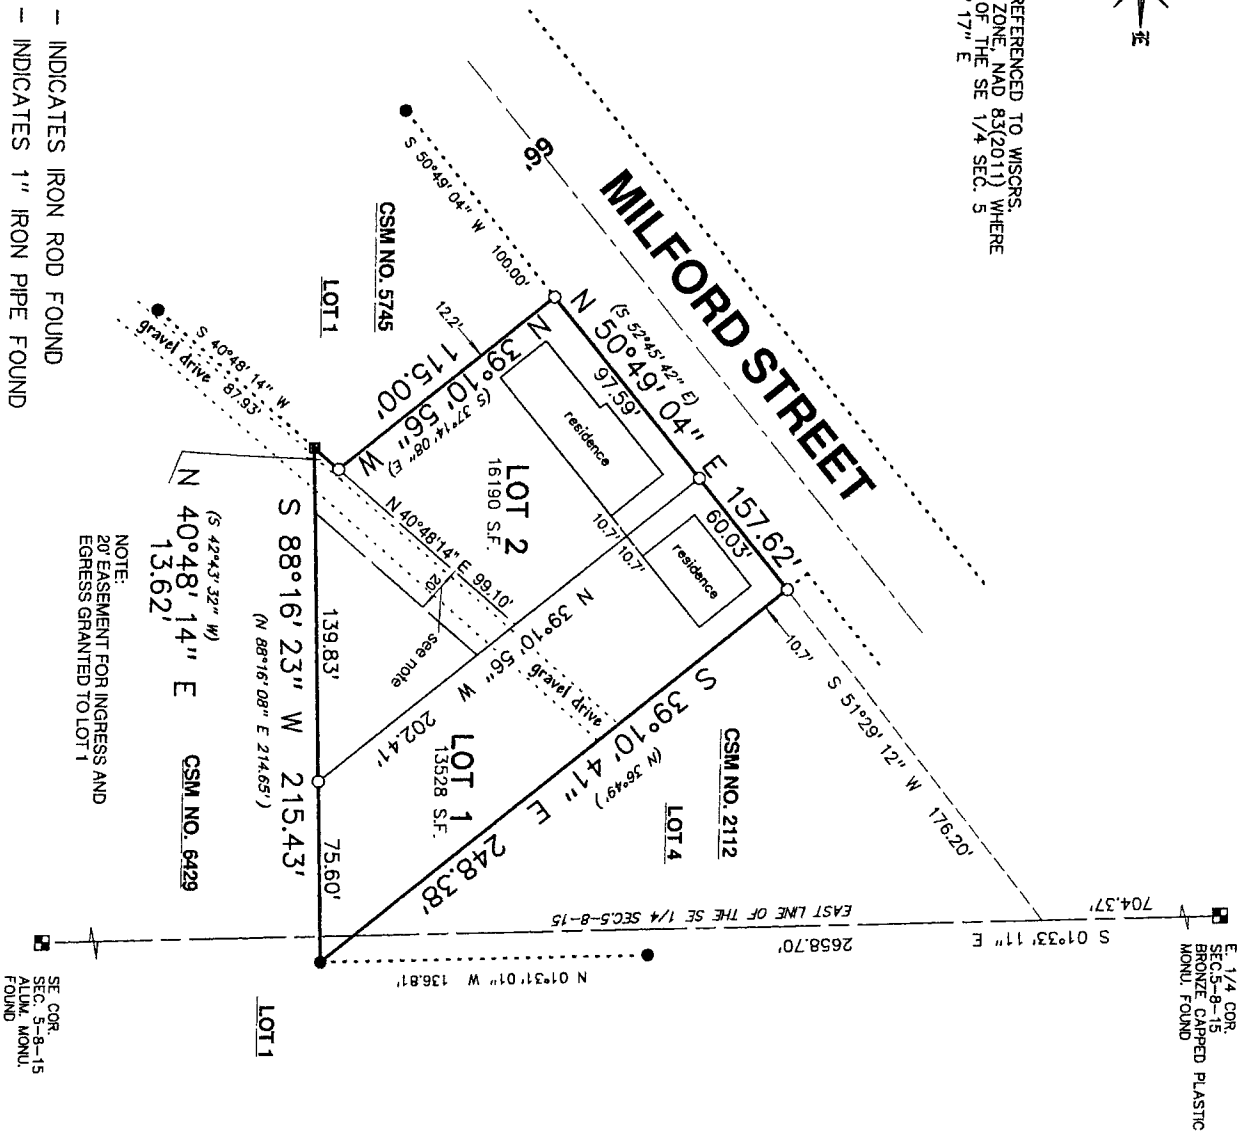 REFERENCED TO WISCRS.
ZONE, NAD 83(2011) WHERE
OF THE SE 1/4 SEC. 5
17" E
MILFORD STREET
66'
S 50°49' 04" W 100.00'
CSM NO. 5745
LOT 1
12.2'
N 50°49' 04" E 157.62'
(S 52°45' 42" E)
97.59'
60.03'
N 39°10' 56" W
115.00'
(S 37°14' 08" E)
residence
residence
LOT 2
16190 S.F.
10.7' 10.7'
10.7'
S 51°29' 12" W 176.20'
S 40°48' 14" W
gravel drive 87.93'
N 40°48'14" E 99.10'
20'
see note
gravel drive
N 39°10' 56" W 202.41'
LOT 1
13528 S.F.
S 39°10' 41" E 248.38'
(N 36°49')
CSM NO. 2112
LOT 4
139.83'
75.60'
S 88°16' 23" W 215.43'
(N 88°16' 08" E 214.65')
(S 42°43' 32" W)
N 40°48' 14" E
13.62'
CSM NO. 6429
NOTE:
20' EASEMENT FOR INGRESS AND
EGRESS GRANTED TO LOT 1
LOT 1
N 01°31'01" W 136.81'
EAST LINE OF THE SE 1/4 SEC.5-8-15
2658.70'
S 01°33' 11" E
704.37'
E. 1/4 COR.
SEC.5-8-15
BRONZE CAPPED PLASTIC
MONU. FOUND
SE COR.
SEC. 5-8-15
ALUM. MONU.
FOUND
- INDICATES IRON ROD FOUND
- INDICATES 1" IRON PIPE FOUND